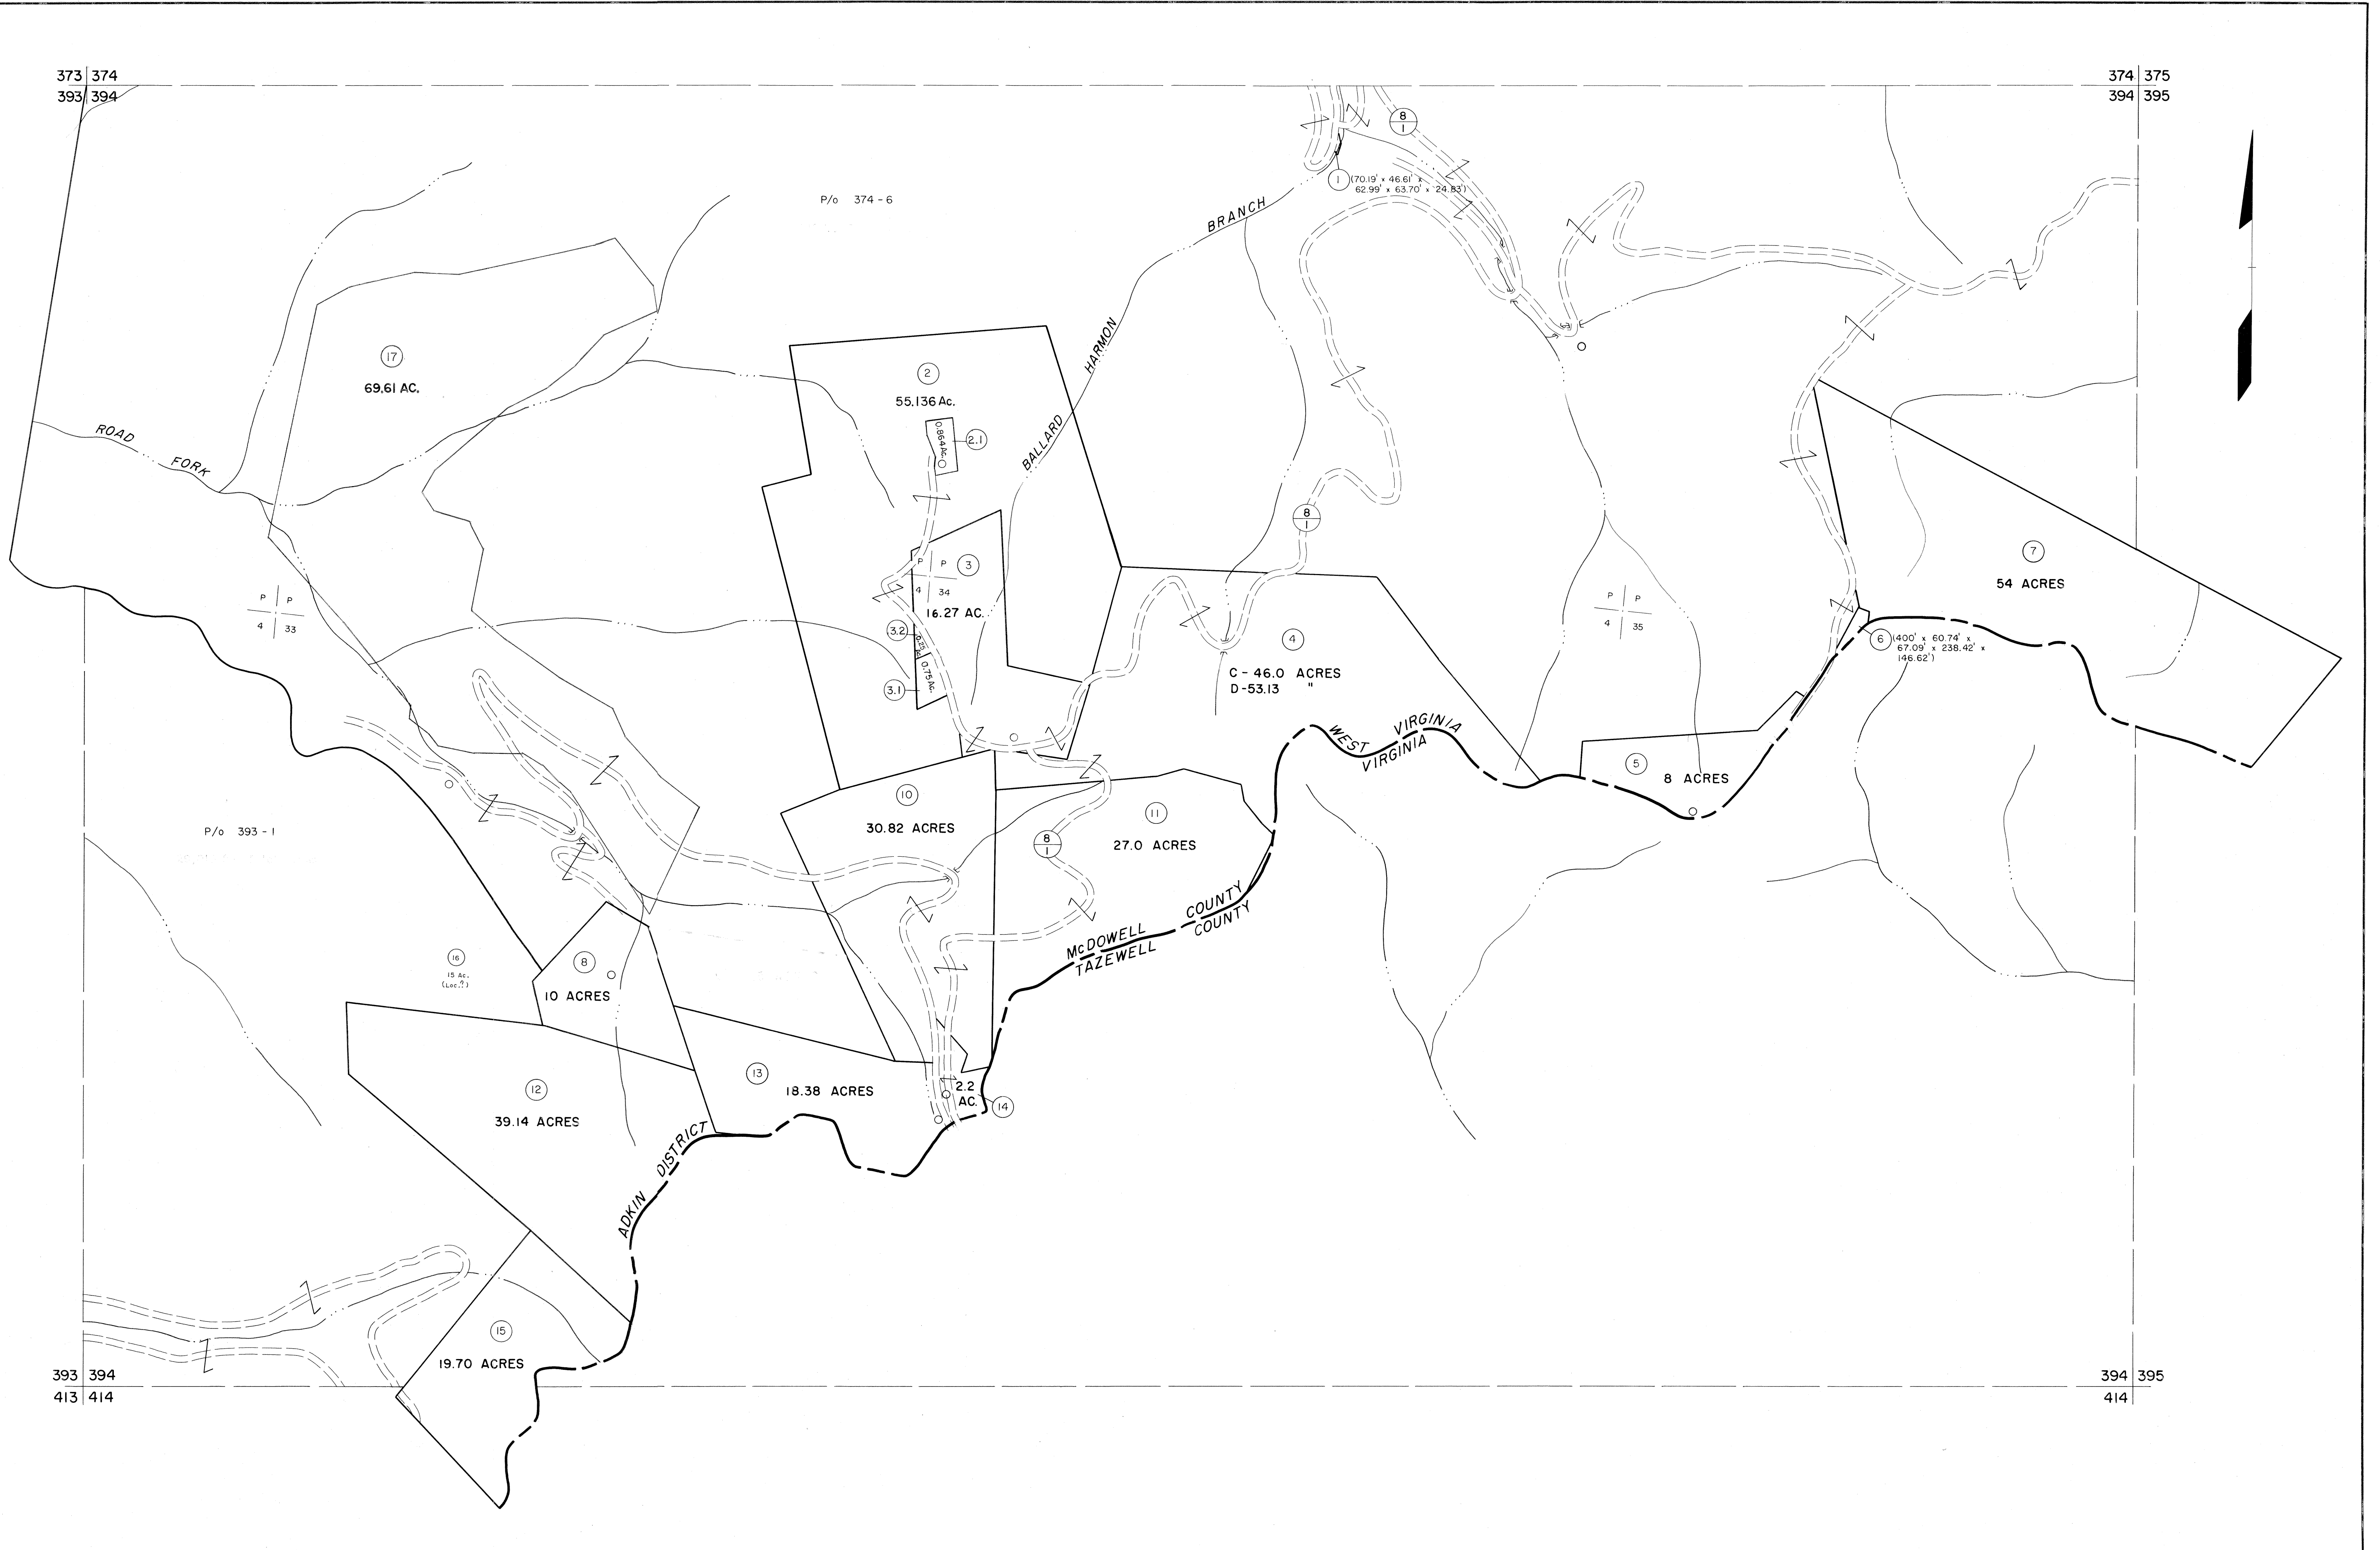 373 374
393 394
374 375
394 395
8
1
1 (70.19' x 46.61' x
62.99' x 63.70' x 24.83')
P/o 374 - 6
BRANCH
HARMON
BALLARD
17
69.61 AC.
2
55.136 Ac.
0.864 Ac.
2.1
ROAD
FORK
8
1
P P
4 34
3
16.27 AC.
3.2
0.25 Ac.
0.75 Ac.
3.1
P P
4 33
4
C - 46.0 ACRES
D - 53.13 "
P P
4 35
7
54 ACRES
6 (400' x 60.74' x
67.09' x 238.42' x
146.62')
WEST VIRGINIA
VIRGINIA
5
8 ACRES
10
30.82 ACRES
11
27.0 ACRES
8
1
P/o 393 - 1
McDOWELL COUNTY
TAZEWELL COUNTY
16
15 Ac.
(Loc.?)
8
10 ACRES
12
39.14 ACRES
13
18.38 ACRES
2.2
AC.
14
ADKIN DISTRICT
15
19.70 ACRES
393 394
413 414
394 395
414